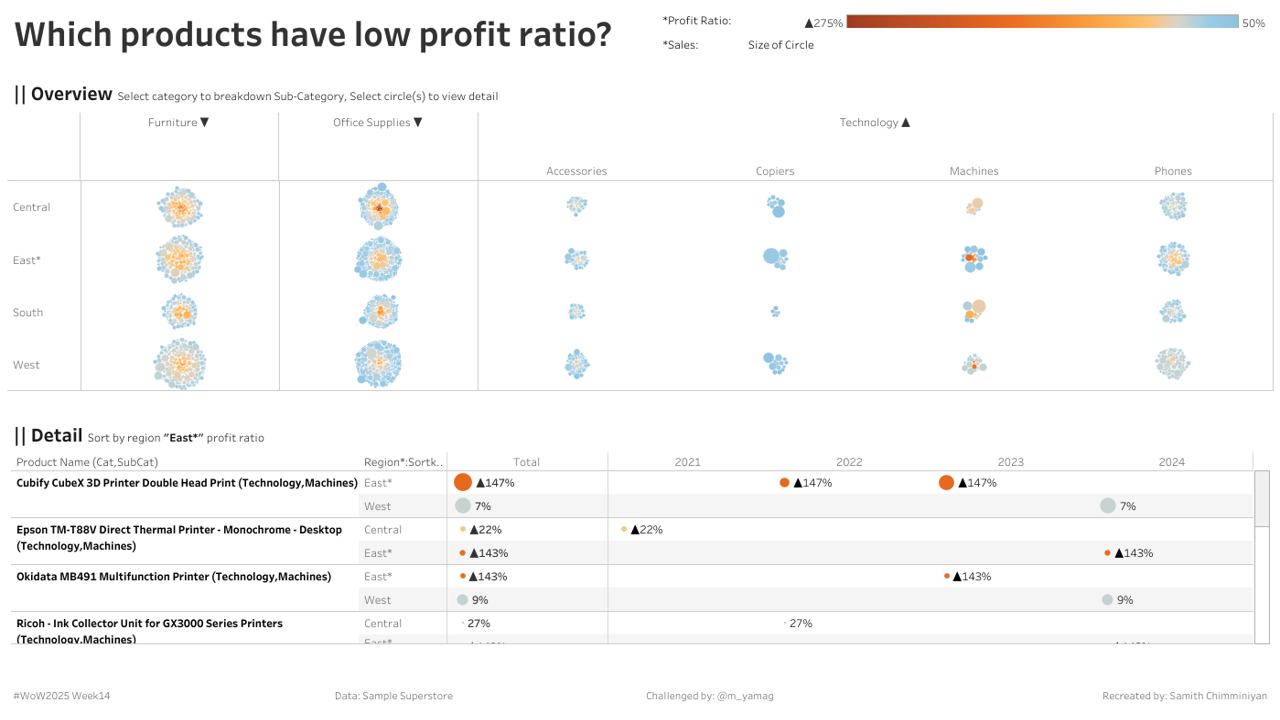 Which products have low profit ratio?
*Profit Ratio: ▲275% 50%
*Sales: Size of Circle
|| Overview Select category to breakdown Sub-Category, Select circle(s) to view detail
Furniture ▼ Office Supplies ▼ Technology ▲
Accessories Copiers Machines Phones
Central
East*
South
West
|| Detail Sort by region "East*" profit ratio
Product Name (Cat,SubCat) Region*:Sortk.. Total 2021 2022 2023 2024
Cubify CubeX 3D Printer Double Head Print (Technology,Machines) East* ▲147% ▲147% ▲147%
West 7% 7%
Epson TM-T88V Direct Thermal Printer - Monochrome - Desktop Central ▲22% ▲22%
(Technology,Machines) East* ▲143% ▲143%
Okidata MB491 Multifunction Printer (Technology,Machines) East* ▲143% ▲143%
West 9% 9%
Ricoh - Ink Collector Unit for GX3000 Series Printers Central 27% 27%
(Technology,Machines) East*
#WoW2025 Week14 Data: Sample Superstore Challenged by: @m_yamag Recreated by: Samith Chimminiyan